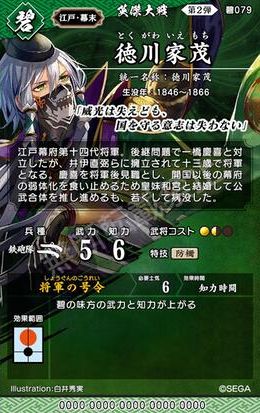 碧
江戸・幕末
英傑大戦
第2弾
碧079
とくがわいえもち
徳川家茂
統一名称：徳川家茂
生没年：1846～1866
「威光は失えども、
国を守る意志は失わない」
江戸幕府第十四代将軍。後継問題で一橋慶喜と対
立したが、井伊直弼らに擁立されて十三歳で将軍
となる。慶喜を将軍後見職とし、開国以後の幕府
の弱体化を食い止めるため皇妹和宮と結婚して公
武合体を推し進めるも、若くして病没した。
兵種 武力 知力 武将コスト
鉄砲隊 5 6 特技 防柵
しょうぐんのごうれい 必要士気 効果時間
将軍の号令 6 知力時間
碧の味方の武力と知力が上がる
効果範囲
Illustration:白井秀実
©SEGA
0000-0000-0000-0000-0000